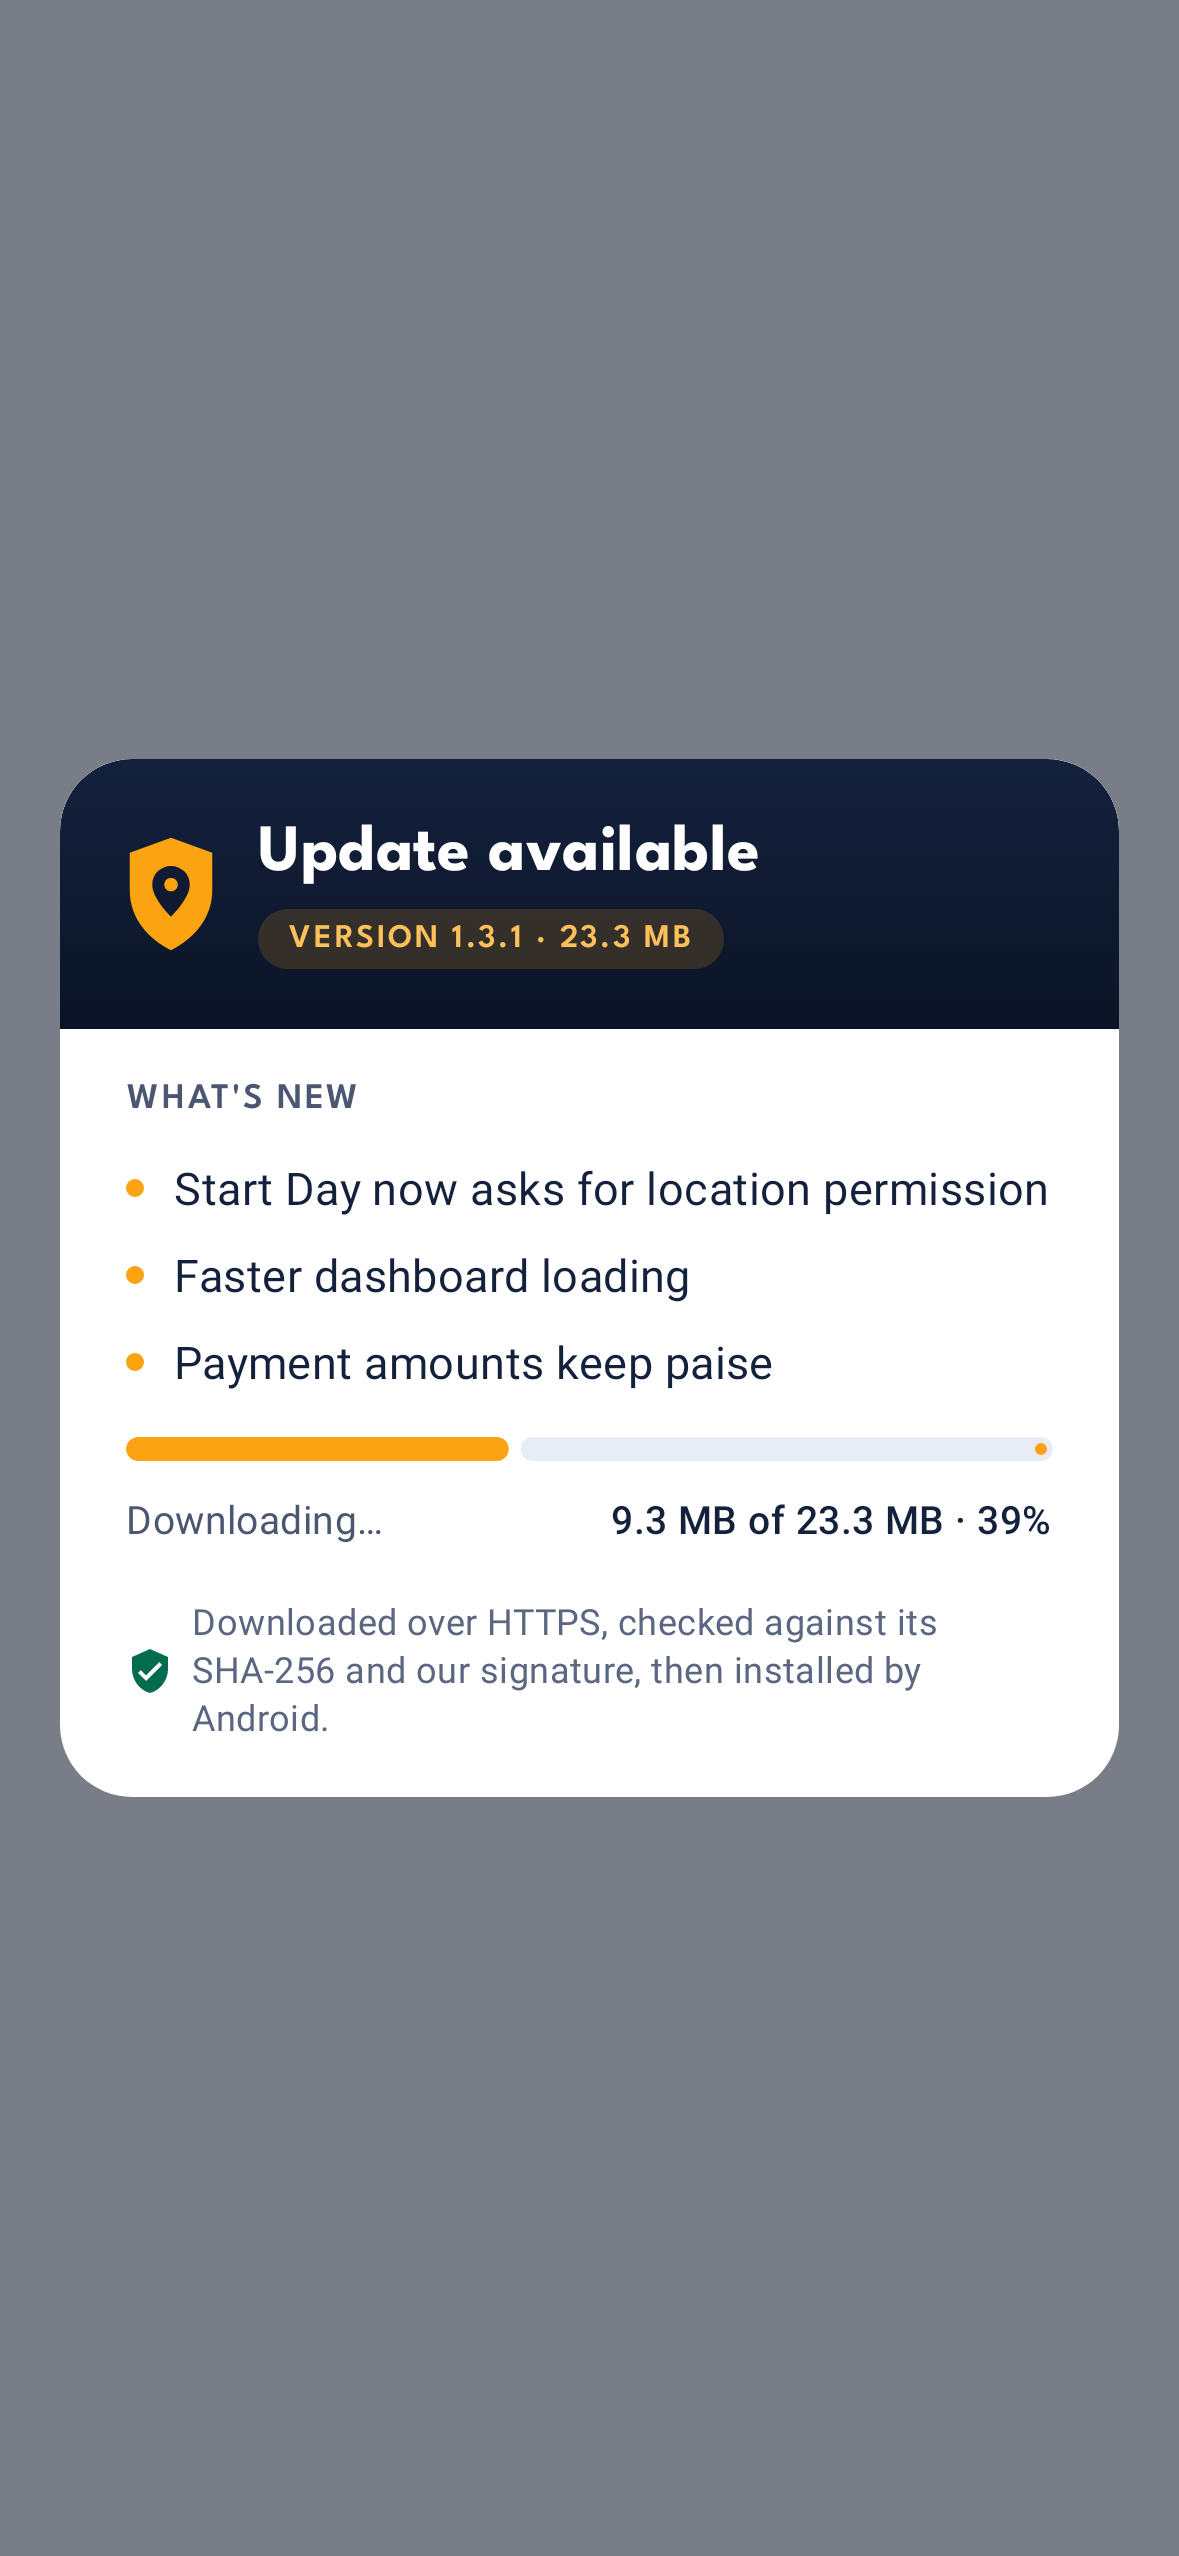 Update available
VERSION 1.3.1 · 23.3 MB
WHAT'S NEW
Start Day now asks for location permission
Faster dashboard loading
Payment amounts keep paise
Downloading…
9.3 MB of 23.3 MB · 39%
Downloaded over HTTPS, checked against its
SHA-256 and our signature, then installed by
Android.